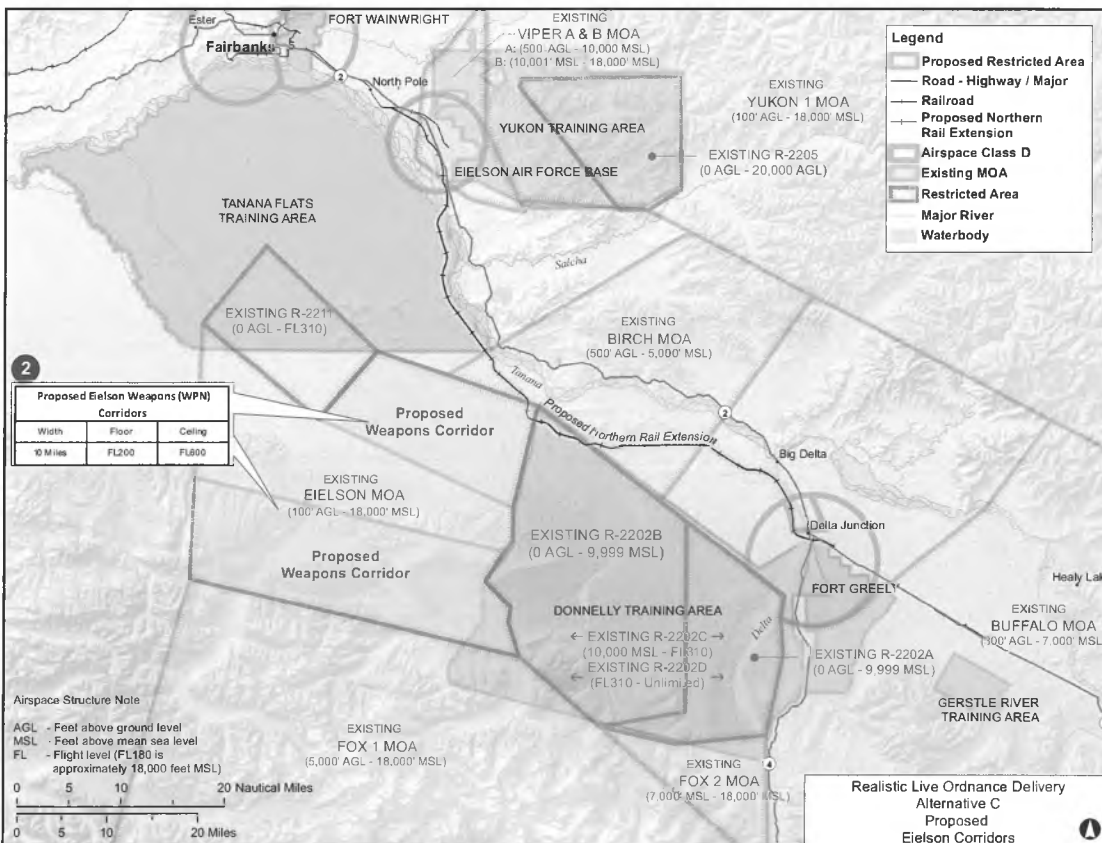 Ester
FORT WAINWRIGHT
Fairbanks
2
North Pole
EXISTING
VIPER A & B MOA
A: (500 AGL - 10,000 MSL)
B: (10,001' MSL - 18,000' MSL)
EXISTING
YUKON 1 MOA
(100' AGL - 18,000' MSL)
YUKON TRAINING AREA
EXISTING R-2205
(0 AGL - 20,000 AGL)
EIELSON AIR FORCE BASE
Legend
Proposed Restricted Area
Road - Highway / Major
Railroad
Proposed Northern
Rail Extension
Airspace Class D
Existing MOA
Restricted Area
Major River
Waterbody
TANANA FLATS
TRAINING AREA
Salcha
EXISTING R-2211
(0 AGL - FL310)
EXISTING
BIRCH MOA
(500' AGL - 5,000' MSL)
Tanana
2
Proposed Eielson Weapons (WPN)
Corridors
Width Floor Ceiling
10 Miles FL200 FL600
Proposed
Weapons Corridor
Proposed Northern Rail Extension
2
Big Delta
EXISTING
EIELSON MOA
(100' AGL - 18,000' MSL)
Delta Junction
EXISTING R-2202B
(0 AGL - 9,999 MSL)
Proposed
Weapons Corridor
FORT GREELY
Healy Lak
DONNELLY TRAINING AREA
Delta
EXISTING
BUFFALO MOA
(300' AGL - 7,000' MSL)
EXISTING R-2202C
(10,000 MSL - FL310)
EXISTING R-2202D
(FL310 - Unlimited)
EXISTING R-2202A
(0 AGL - 9,999 MSL)
GERSTLE RIVER
TRAINING AREA
Airspace Structure Note
AGL - Feet above ground level
MSL - Feet above mean sea level
FL - Flight level (FL180 is
approximately 18,000 feet MSL)
EXISTING
FOX 1 MOA
(5,000' AGL - 18,000' MSL)
EXISTING
FOX 2 MOA
(7,000' MSL - 18,000' MSL)
4
0 5 10 20 Nautical Miles
0 5 10 20 Miles
Realistic Live Ordnance Delivery
Alternative C
Proposed
Eielson Corridors